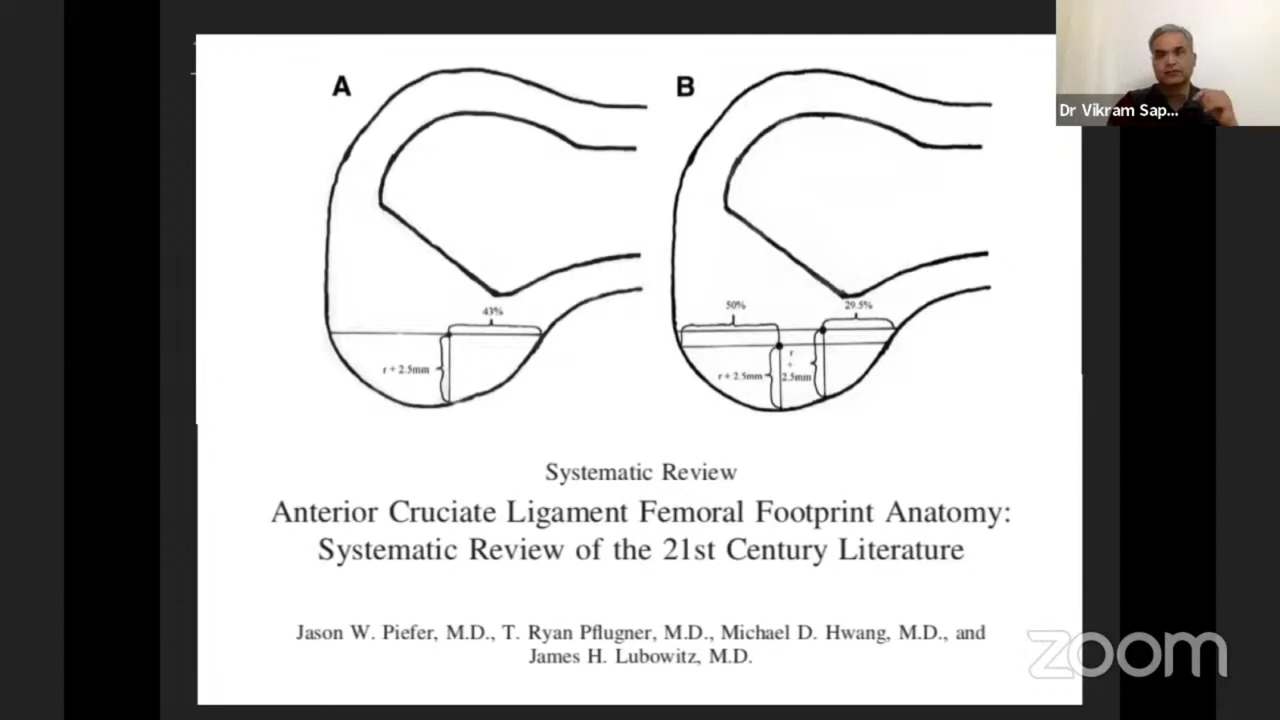 A
B
Dr Vikram Sap...
43%
r + 2.5mm
50%
29.5%
r + 2.5mm
r
+
2.5mm
Systematic Review
Anterior Cruciate Ligament Femoral Footprint Anatomy:
Systematic Review of the 21st Century Literature
Jason W. Piefer, M.D., T. Ryan Pflugner, M.D., Michael D. Hwang, M.D., and
James H. Lubowitz, M.D.
zoom